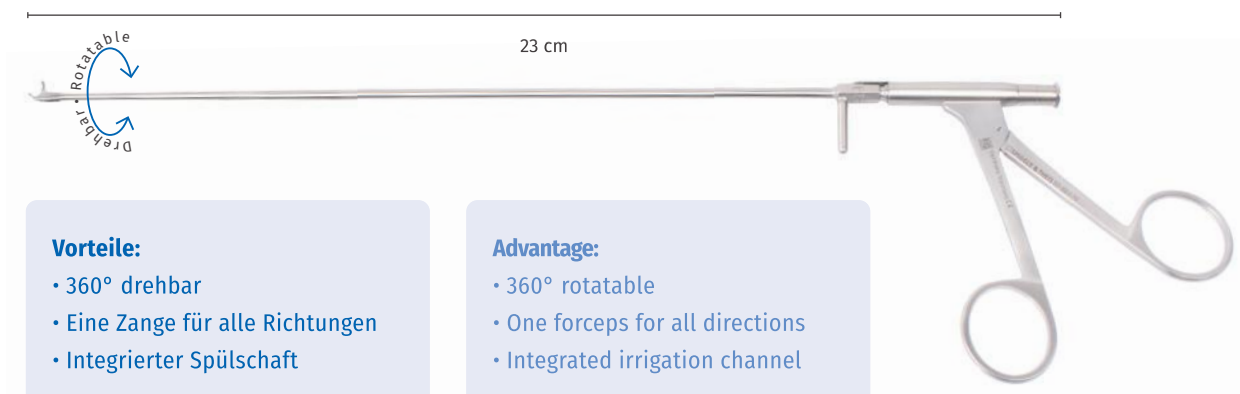 23 cm
Drehbar • Rotatable
Vorteile:
• 360° drehbar
• Eine Zange für alle Richtungen
• Integrierter Spülschaft
Advantage:
• 360° rotatable
• One forceps for all directions
• Integrated irrigation channel